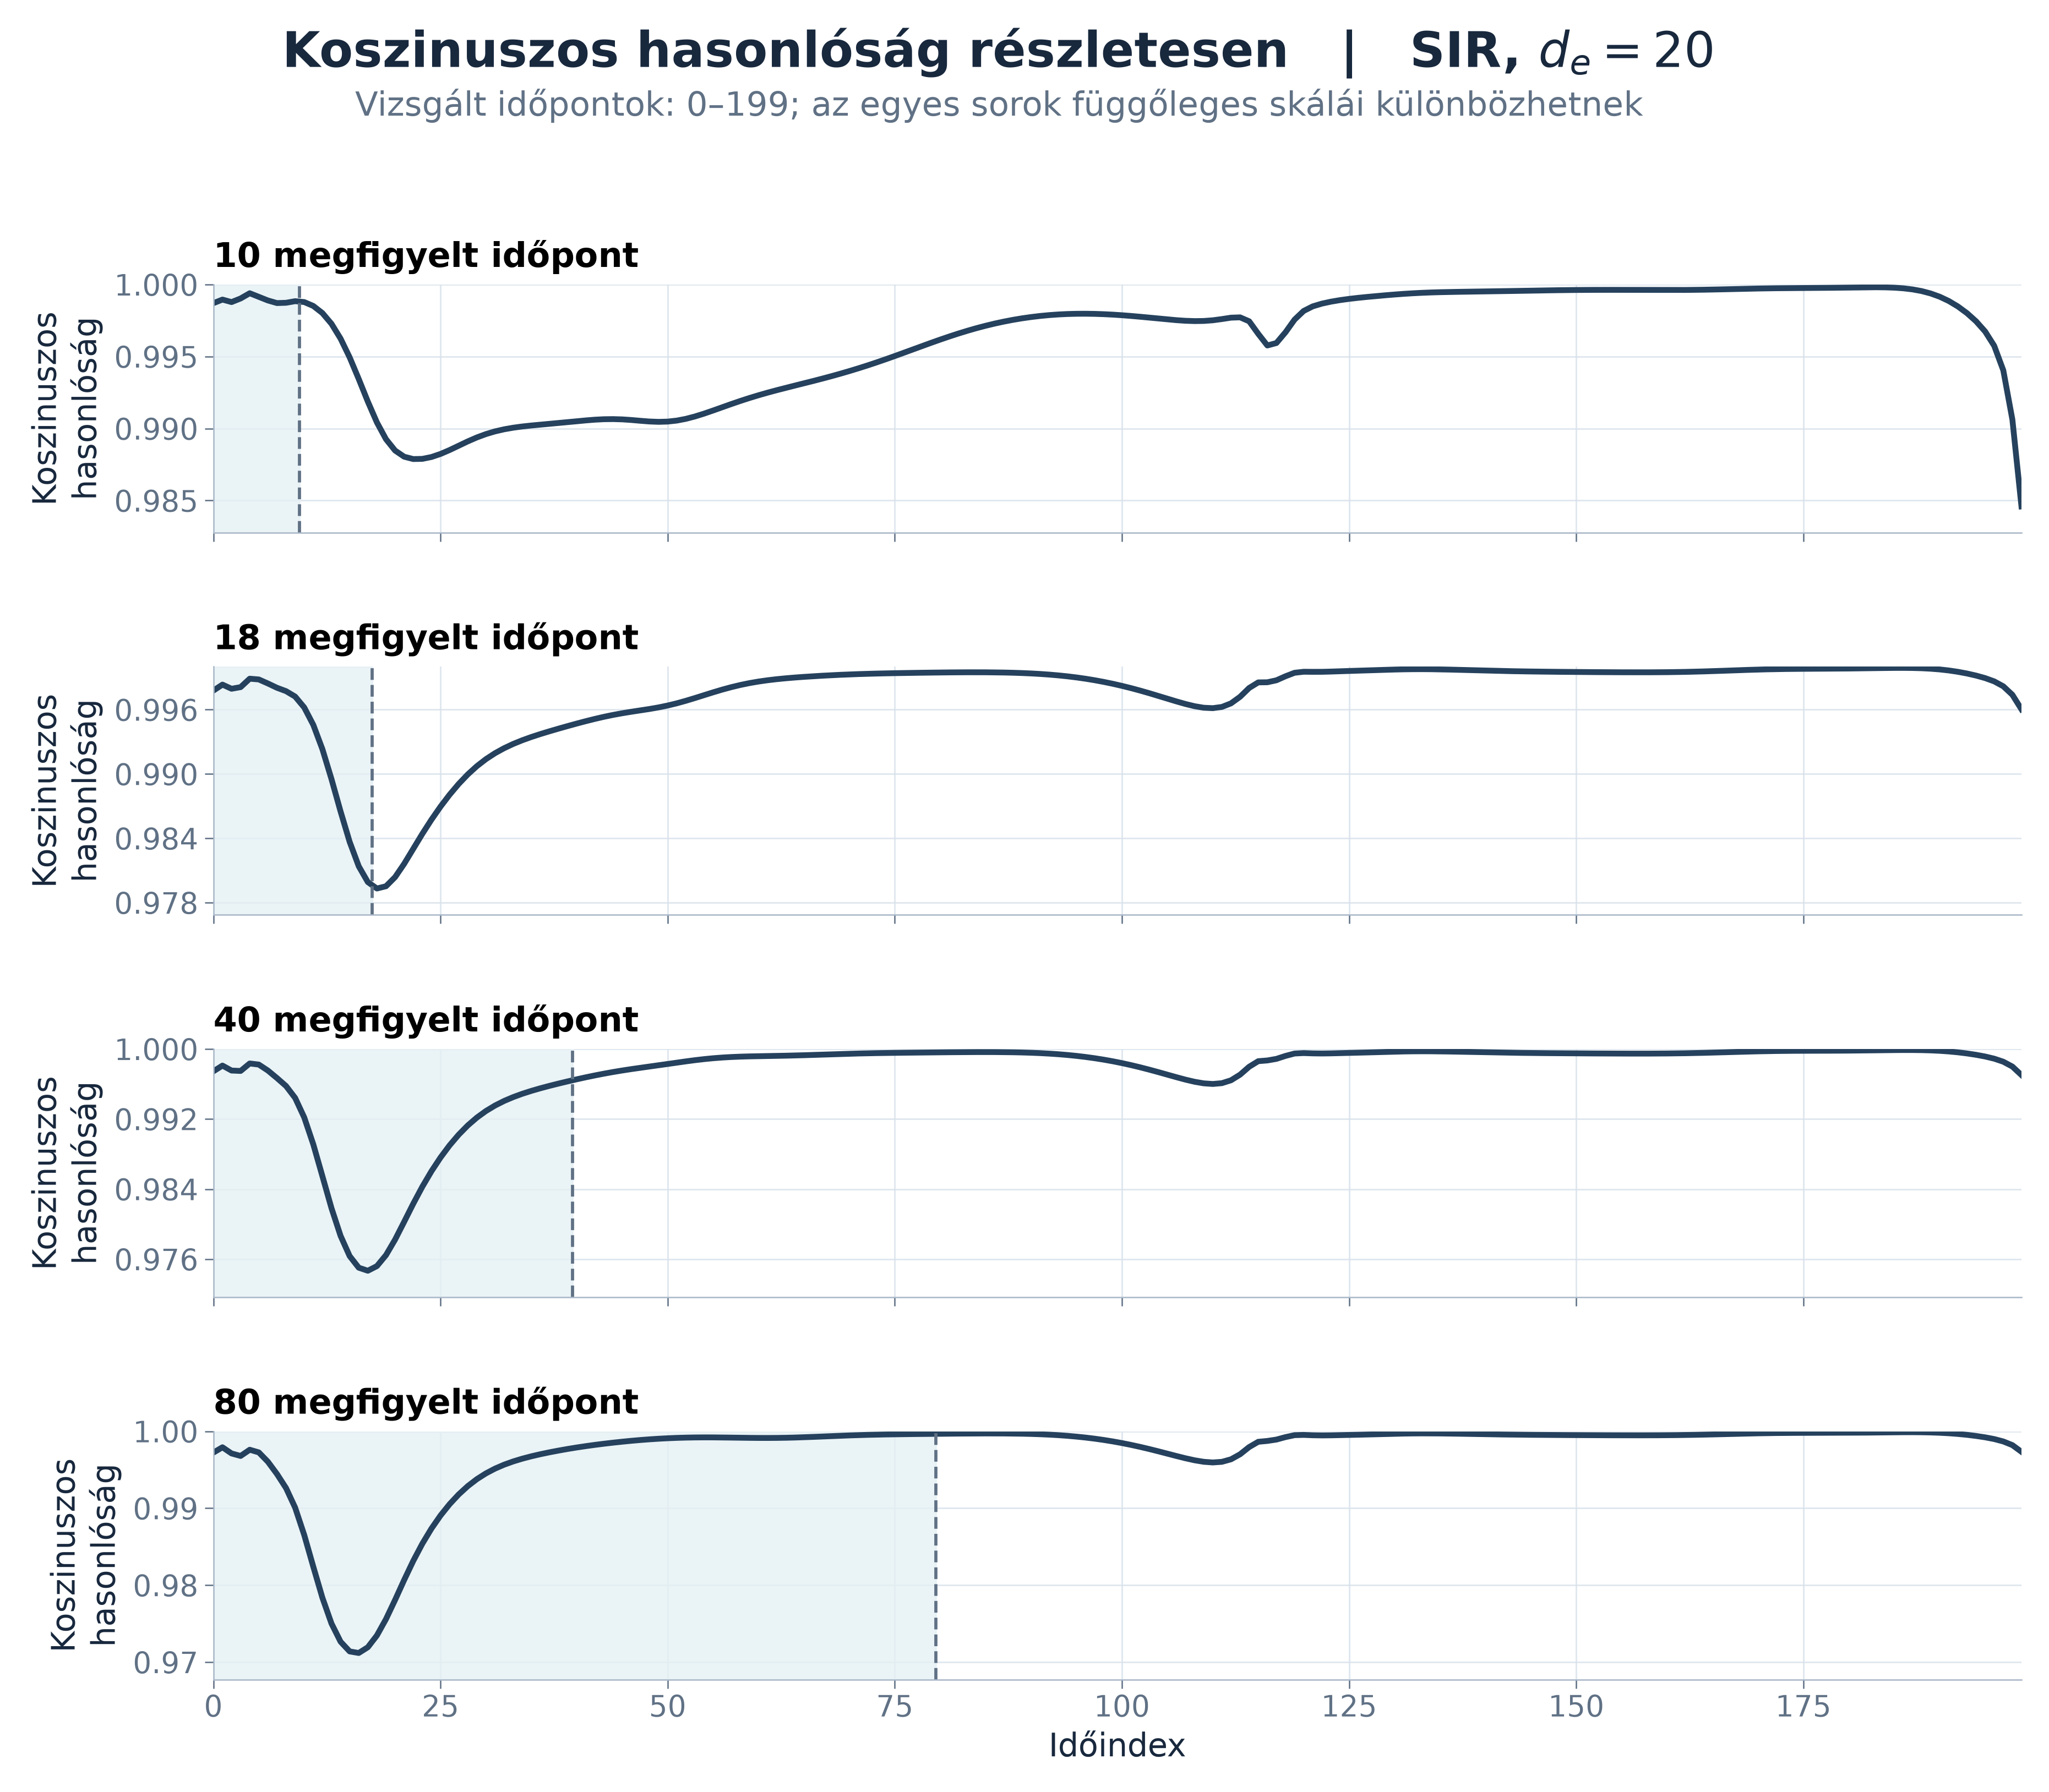 Koszinuszos hasonlóság részletesen | SIR, dₑ = 20
Vizsgált időpontok: 0–199; az egyes sorok függőleges skálái különbözhetnek
10 megfigyelt időpont
Koszinuszos
hasonlóság
1.000
0.995
0.990
0.985
18 megfigyelt időpont
Koszinuszos
hasonlóság
0.996
0.990
0.984
0.978
40 megfigyelt időpont
Koszinuszos
hasonlóság
1.000
0.992
0.984
0.976
80 megfigyelt időpont
Koszinuszos
hasonlóság
1.00
0.99
0.98
0.97
0 25 50 75 100 125 150 175
Időindex